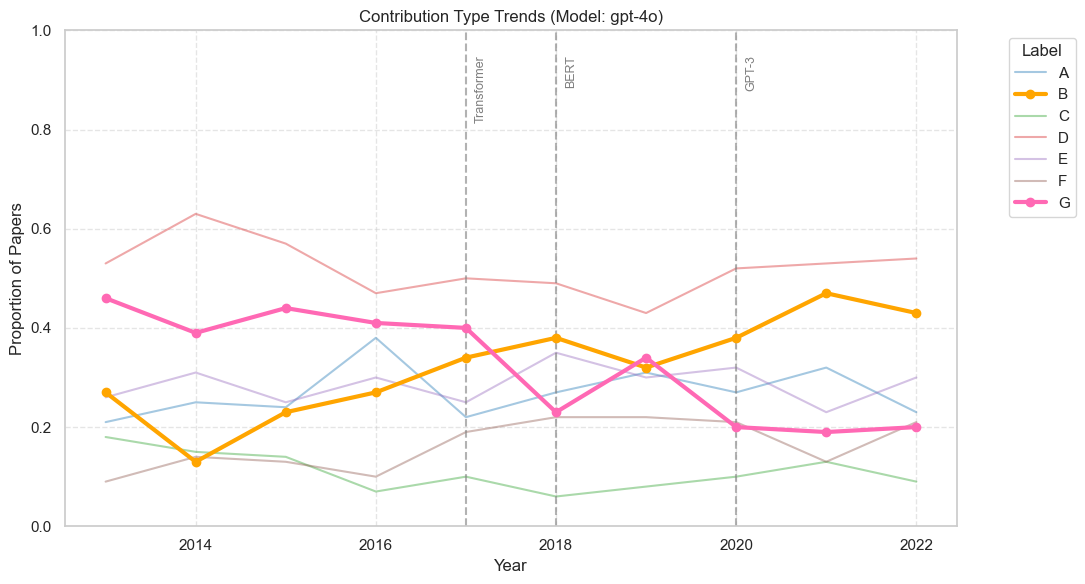 Contribution Type Trends (Model: gpt-4o)
Proportion of Papers
1.0
0.8
0.6
0.4
0.2
0.0
Transformer
BERT
GPT-3
2014
2016
2018
2020
2022
Year
Label
A
B
C
D
E
F
G